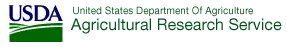 USDA
United States Department Of Agriculture
Agricultural Research Service